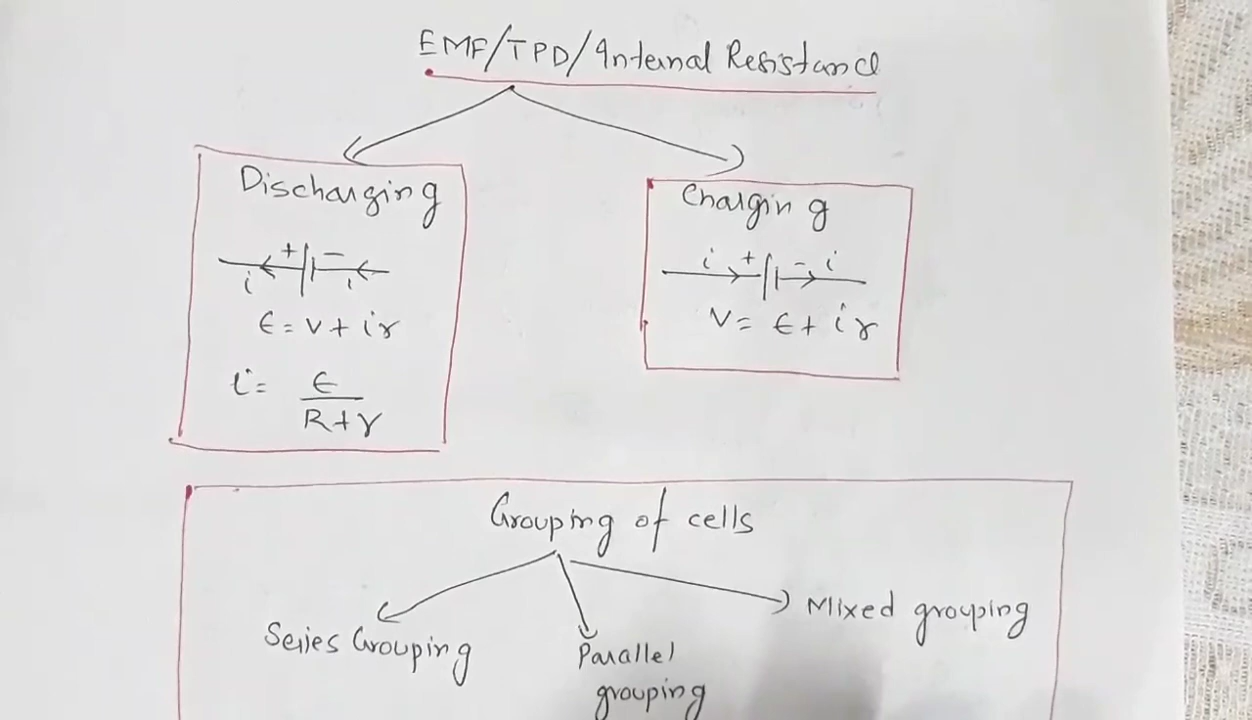 EMF/TPD/Internal Resistance
Discharging
+ -
i i
ε = v + ir
i = ε
R+r
Charging
i + - i
V = ε + ir
Grouping of cells
Series Grouping
Parallel
grouping
Mixed grouping